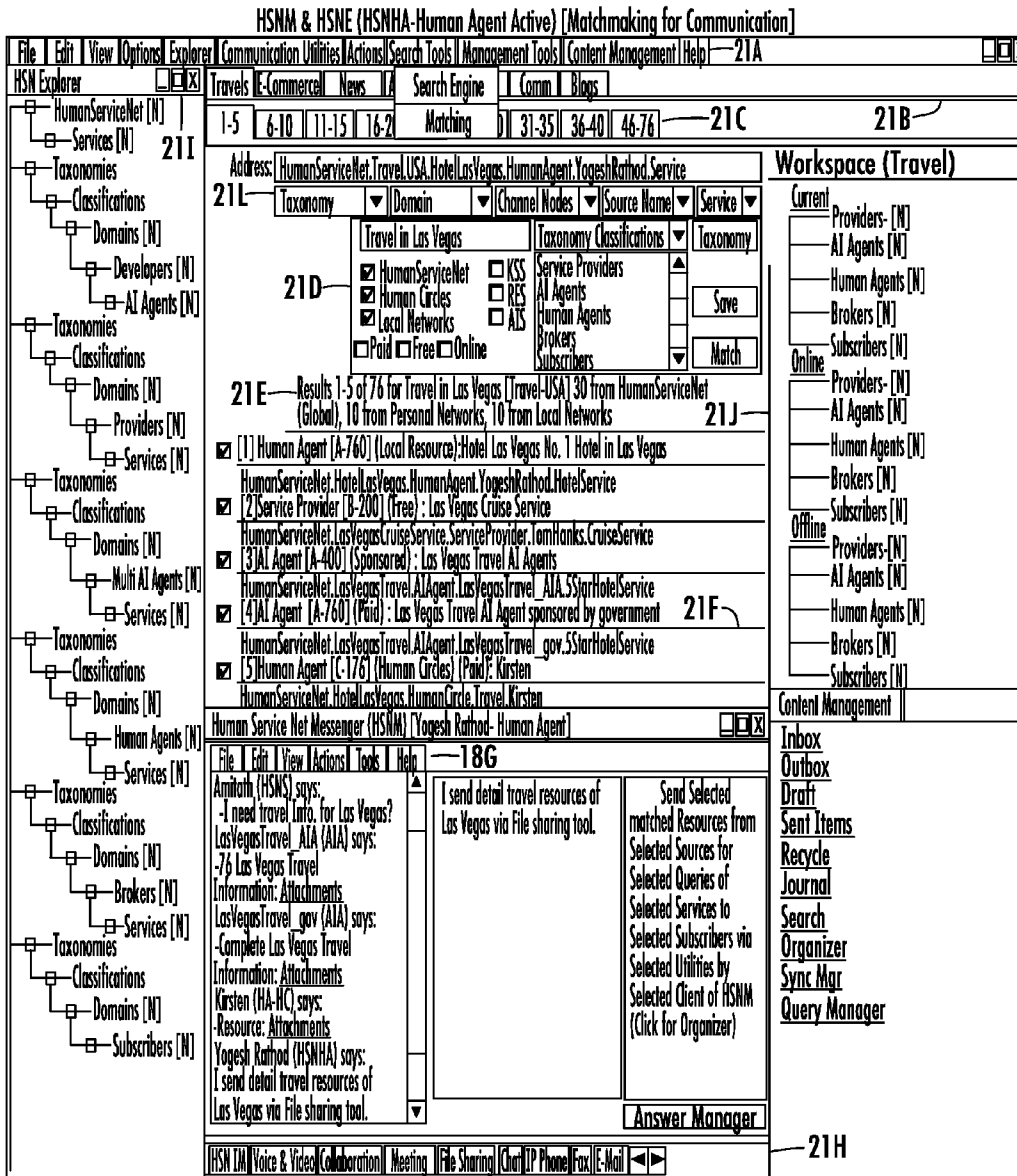 HSNM & HSNE (HSNHA-Human Agent Active) [Matchmaking for Communication]
File Edit View Options Explorer Communication Utilities Actions Search Tools Management Tools Content Management Help 21A
HSN Explorer X
HumanServiceNet [N]
Services [N] 21I
Taxonomies
Classifications
Domains [N]
Developers [N]
AI Agents [N]
Taxonomies
Classifications
Domains [N]
Providers [N]
Services [N]
Taxonomies
Classifications
Domains [N]
Multi AI Agents [N]
Services [N]
Taxonomies
Classifications
Domains [N]
Human Agents [N]
Services [N]
Taxonomies
Classifications
Domains [N]
Brokers [N]
Services [N]
Taxonomies
Classifications
Domains [N]
Subscribers [N]
Travels E-Commerce News Comm Blogs
Search Engine
Matching
1-5 6-10 11-15 31-35 36-40 46-76 21C 21B
Address: HumanServiceNet.Travel.USA.HotelLasVegas.HumanAgent.YogeshRathod.Service
21L Taxonomy Domain Channel Nodes Source Name Service
Travel in Las Vegas Taxonomy Classifications Taxonomy
21D
HumanServiceNet KSS
Human Circles RES
Local Networks AIS
Paid Free Online
Service Providers
AI Agents
Human Agents
Brokers
Subscribers
Save
Match
21E Results 1-5 of 76 for Travel in Las Vegas [Travel-USA] 30 from HumanServiceNet
(Global), 10 from Personal Networks, 10 from Local Networks
21J
[1] Human Agent [A-760] (Local Resource):Hotel Las Vegas No. 1 Hotel in Las Vegas
HumanServiceNet.HotelLasVegas.HumanAgent.YogeshRathod.HotelService
[2]Service Provider [B-200] (Free) : Las Vegas Cruise Service
HumanServiceNet.LasVegasCruiseService.ServiceProvider.TomHanks.CruiseService
[3]AI Agent [A-400] (Sponsored) : Las Vegas Travel AI Agents
HumanServiceNet.LasVegasTravel.AIAgent.LasVegasTravel_AIA.5StarHotelService
[4]AI Agent [A-760] (Paid) : Las Vegas Travel AI Agent sponsored by government 21F
HumanServiceNet.LasVegasTravel.AIAgent.LasVegasTravel_gov.5StarHotelService
[5]Human Agent [C-176] (Human Circles) (Paid): Kirsten
HumanServiceNet.HotelLasVegas.HumanCircle.Travel.Kirsten
Workspace (Travel)
Current
Providers- [N]
AI Agents [N]
Human Agents [N]
Brokers [N]
Subscribers [N]
Online
Providers- [N]
AI Agents [N]
Human Agents [N]
Brokers [N]
Subscribers [N]
Offline
Providers-[N]
AI Agents [N]
Human Agents [N]
Brokers [N]
Subscribers [N]
Content Management
Inbox
Outbox
Draft
Sent Items
Recycle
Journal
Search
Organizer
Sync Mgr
Query Manager
Human Service Net Messenger (HSNM) [Yogesh Rathod- Human Agent] X
File Edit View Actions Tools Help 18G
Amitath (HSNS) says:
-I need travel Info. for Las Vegas?
LasVegasTravel_AIA (AIA) says:
-76 Las Vegas Travel
Information: Attachments
LasVegasTravel_gov (AIA) says:
-Complete Las Vegas Travel
Information: Attachments
Kirsten (HA-HC) says:
-Resource: Attachments
Yogesh Rathod (HSNHA) says:
I send detail travel resources of
Las Vegas via File sharing tool.
I send detail travel resources of
Las Vegas via File sharing tool.
Send Selected
matched Resources from
Selected Sources for
Selected Queries of
Selected Services to
Selected Subscribers via
Selected Utilities by
Selected Client of HSNM
(Click for Organizer)
Answer Manager
HSN IM Voice & Video Collaboration Meeting File Sharing Chat IP Phone Fax E-Mail
21H